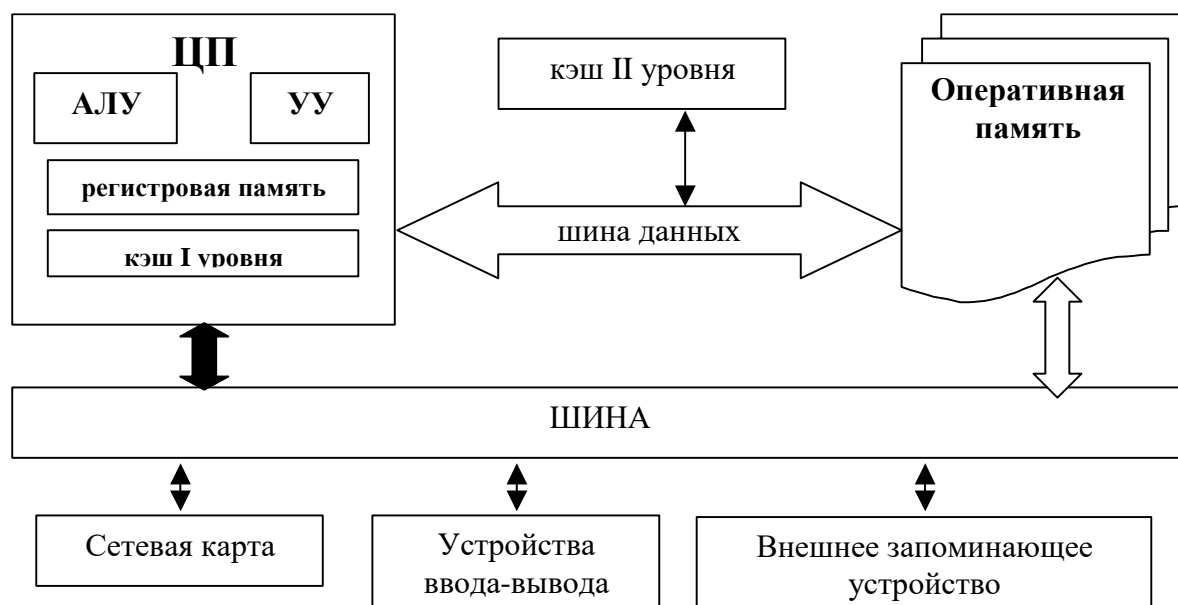 ЦП
АЛУ
УУ
регистровая память
кэш I уровня
кэш II уровня
шина данных
Оперативная
память
ШИНА
Сетевая карта
Устройства
ввода-вывода
Внешнее запоминающее
устройство